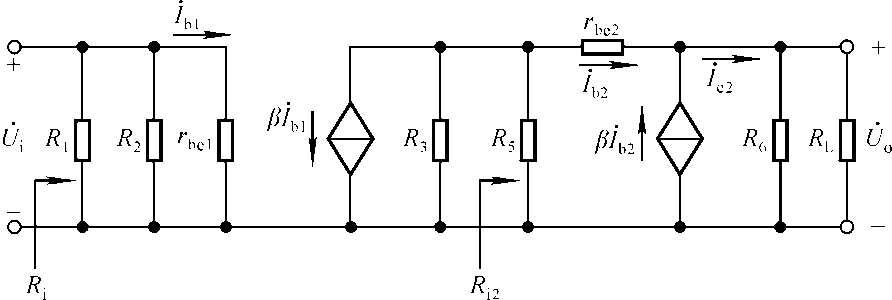 İb1
rbe2
+
βİb1
İb2
İe2
+
U̇i
R1
R2
rbe1
R3
R5
βİb2
R6
RL
U̇o
−
−
Ri
Ri2